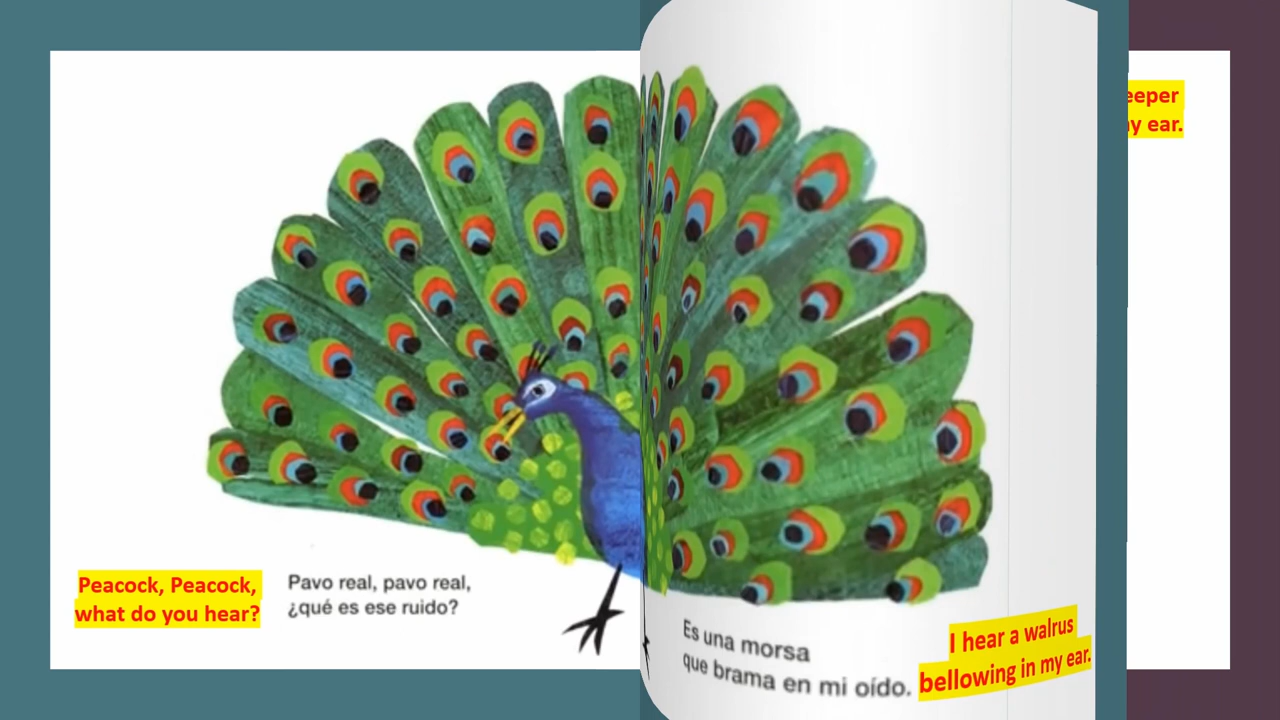 Peacock, Peacock,
what do you hear?
Pavo real, pavo real,
¿qué es ese ruido?
Es una morsa
que brama en mi oído.
I hear a walrus
bellowing in my ear.
ear.